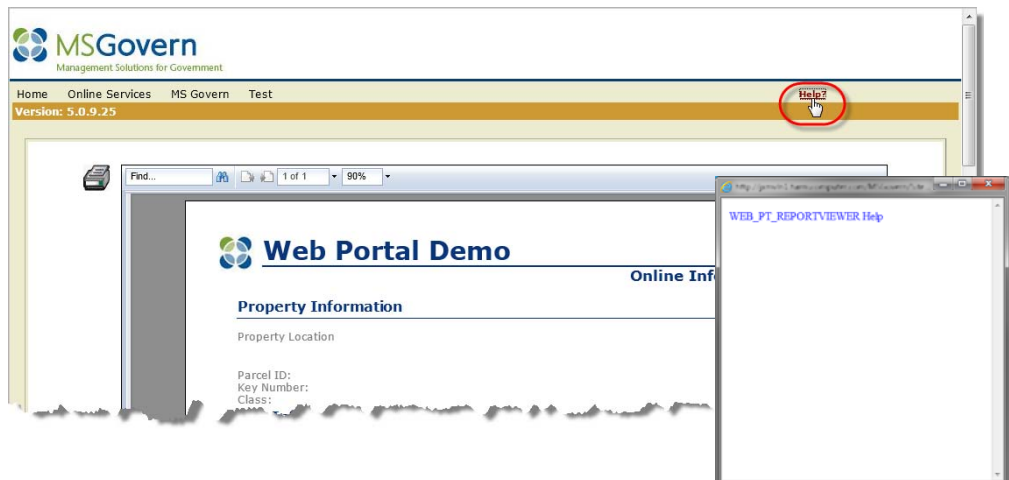 MSGovern
Management Solutions for Government
Home Online Services MS Govern Test Help?
Version: 5.0.9.25
Find... 1 of 1 90%
WEB_PT_REPORTVIEWER Help
Web Portal Demo
Online Inf
Property Information
Property Location
Parcel ID:
Key Number:
Class: